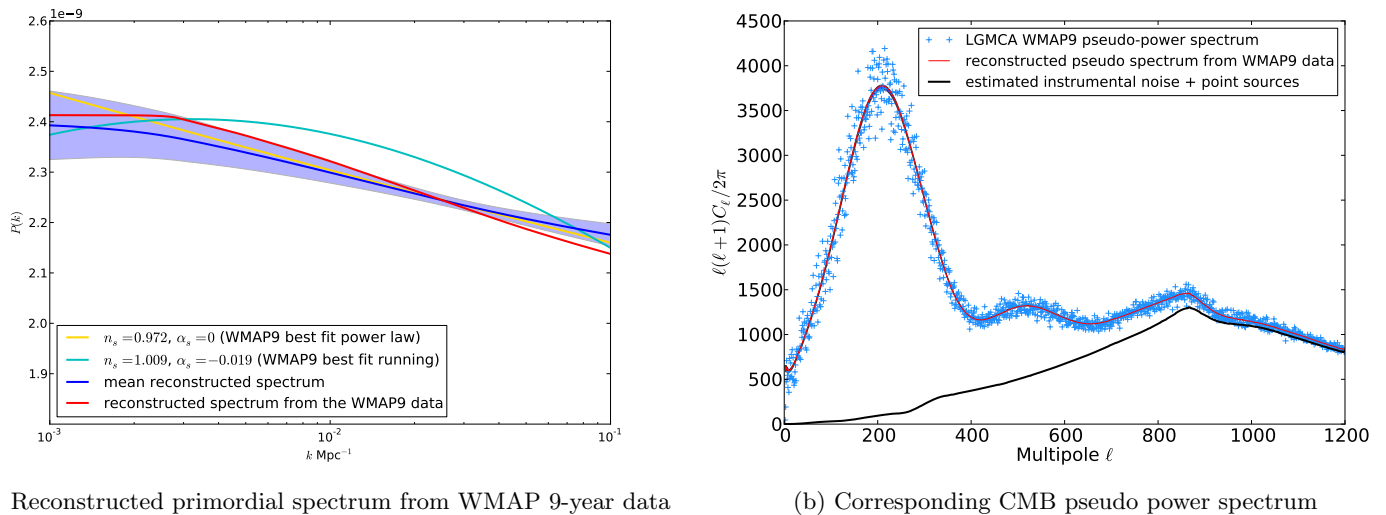 2.6
1e-9
2.5
2.4
2.3
2.2
2.1
2.0
1.9
P(k)
n_s=0.972, α_s=0 (WMAP9 best fit power law)
n_s=1.009, α_s=−0.019 (WMAP9 best fit running)
mean reconstructed spectrum
reconstructed spectrum from the WMAP9 data
10^-3
10^-2
10^-1
k Mpc^-1
Reconstructed primordial spectrum from WMAP 9-year data
4500
4000
3500
3000
2500
2000
1500
1000
500
0
ℓ(ℓ+1)C_ℓ/2π
LGMCA WMAP9 pseudo-power spectrum
reconstructed pseudo spectrum from WMAP9 data
estimated instrumental noise + point sources
0 200 400 600 800 1000 1200
Multipole ℓ
(b) Corresponding CMB pseudo power spectrum